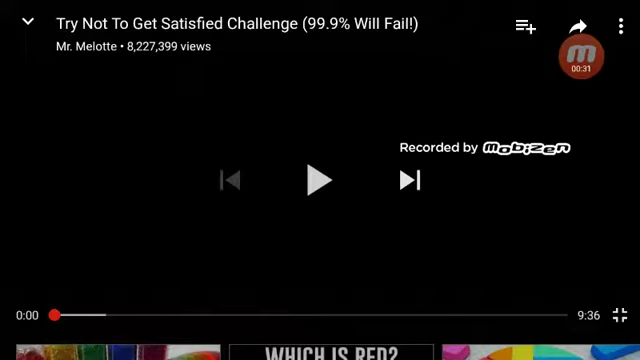 Try Not To Get Satisfied Challenge (99.9% Will Fail!)
Mr. Melotte • 8,227,399 views
00:31
Recorded by mobizen
0:00
9:36
WHICH IS RED?